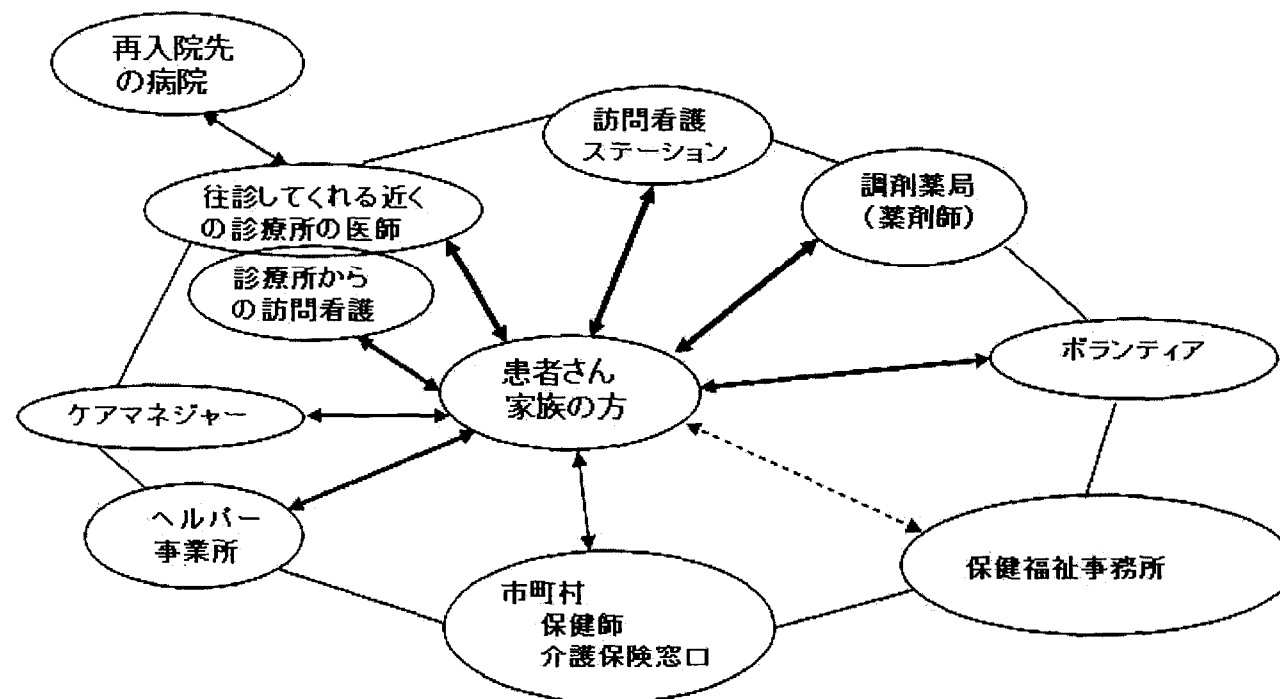 再入院先
の病院
訪問看護
ステーション
調剤薬局
（薬剤師）
往診してくれる近く
の診療所の医師
診療所から
の訪問看護
患者さん
家族の方
ボランティア
ケアマネジャー
ヘルパー
事業所
市町村
保健師
介護保険窓口
保健福祉事務所